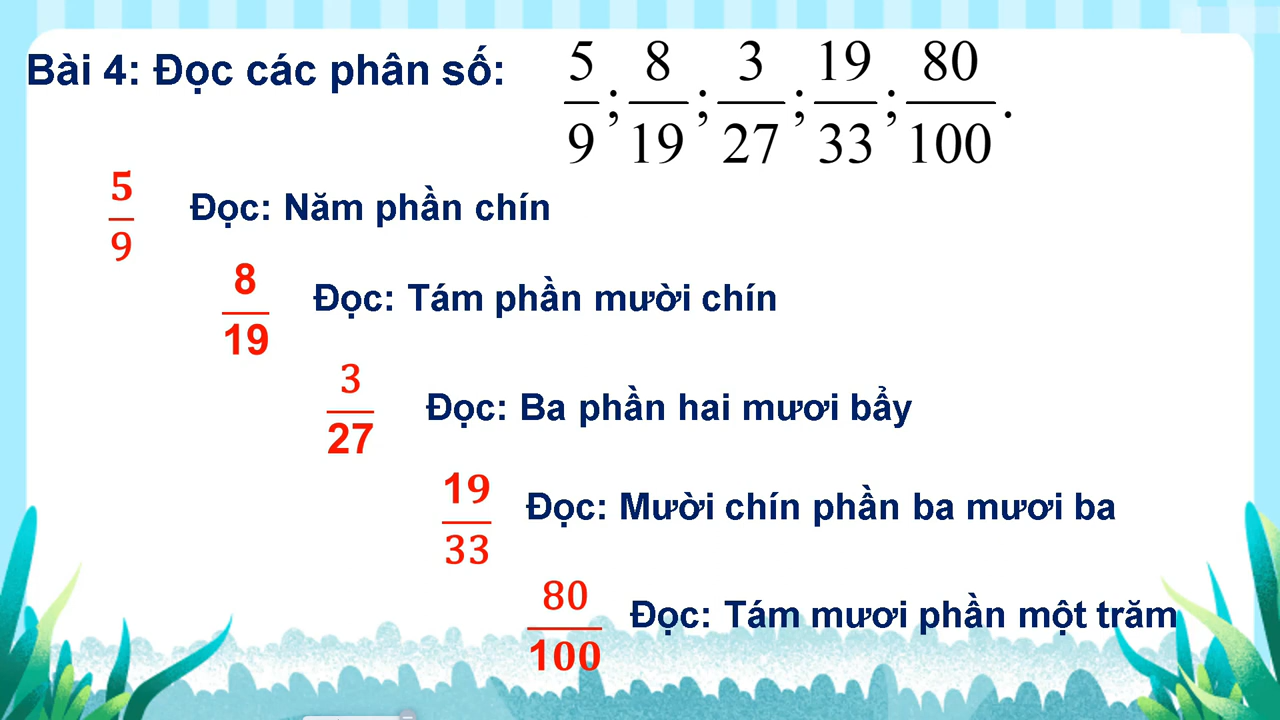 Bài 4: Đọc các phân số: 5/9; 8/19; 3/27; 19/33; 80/100.
5/9 Đọc: Năm phần chín
8/19 Đọc: Tám phần mười chín
3/27 Đọc: Ba phần hai mươi bẩy
19/33 Đọc: Mười chín phần ba mươi ba
80/100 Đọc: Tám mươi phần một trăm